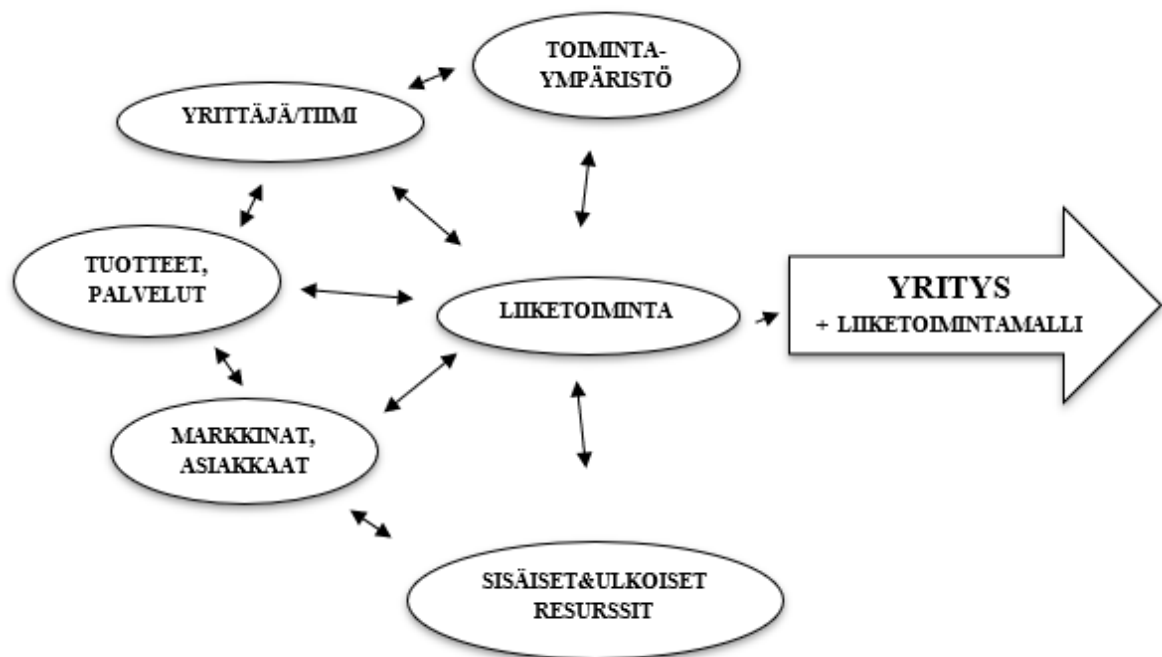 TOIMINTA-
YMPÄRISTÖ
YRITTÄJÄ/TIIMI
TUOTTEET,
PALVELUT
LIIKETOIMINTA
YRITYS
+ LIIKETOIMINTAMALLI
MARKKINAT,
ASIAKKAAT
SISÄISET&ULKOISET
RESURSSIT